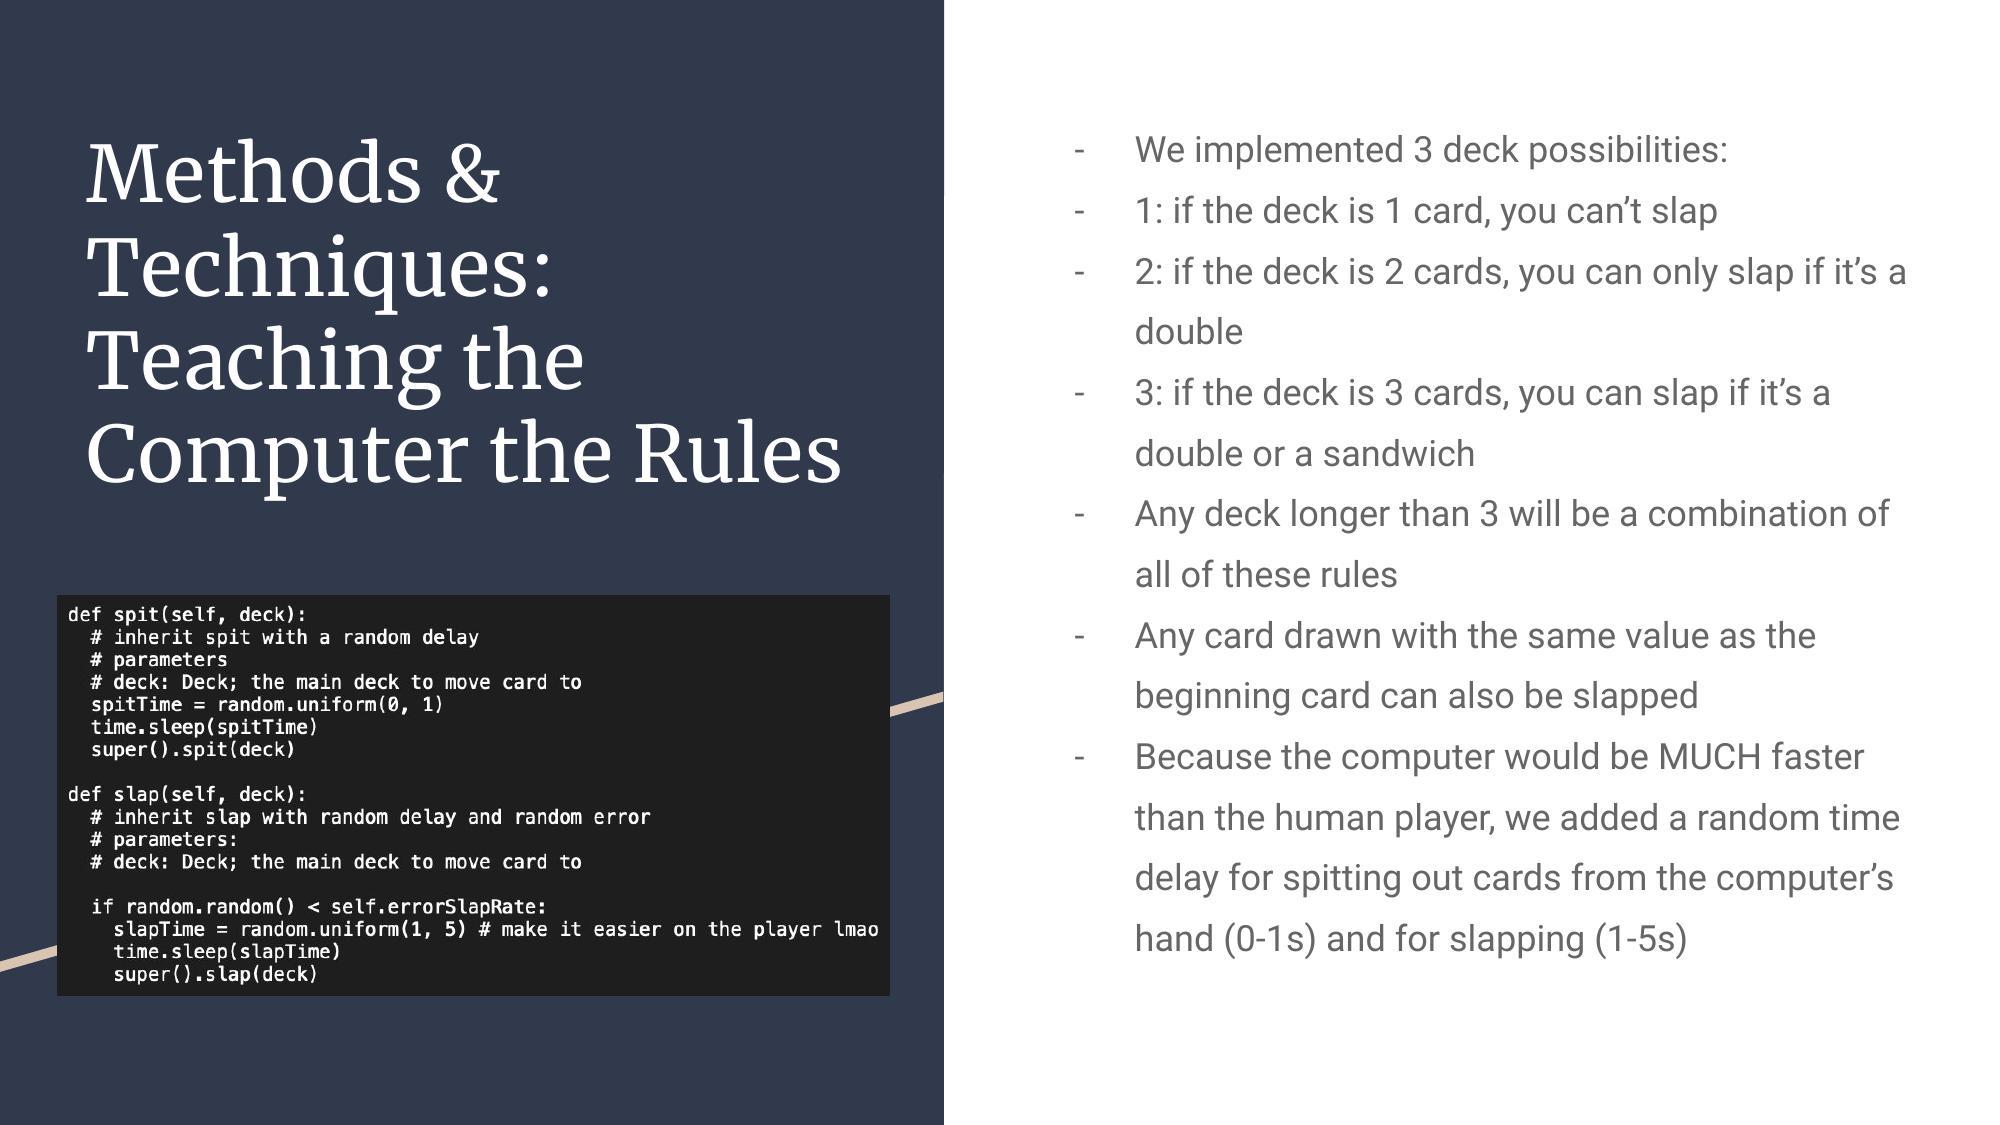 Methods &
Techniques:
Teaching the
Computer the Rules
def spit(self, deck):
  # inherit spit with a random delay
  # parameters
  # deck: Deck; the main deck to move card to
  spitTime = random.uniform(0, 1)
  time.sleep(spitTime)
  super().spit(deck)
def slap(self, deck):
  # inherit slap with random delay and random error
  # parameters:
  # deck: Deck; the main deck to move card to
  if random.random() < self.errorSlapRate:
    slapTime = random.uniform(1, 5) # make it easier on the player lmao
    time.sleep(slapTime)
    super().slap(deck)
- We implemented 3 deck possibilities:
- 1: if the deck is 1 card, you can’t slap
- 2: if the deck is 2 cards, you can only slap if it’s a
double
- 3: if the deck is 3 cards, you can slap if it’s a
double or a sandwich
- Any deck longer than 3 will be a combination of
all of these rules
- Any card drawn with the same value as the
beginning card can also be slapped
- Because the computer would be MUCH faster
than the human player, we added a random time
delay for spitting out cards from the computer’s
hand (0-1s) and for slapping (1-5s)